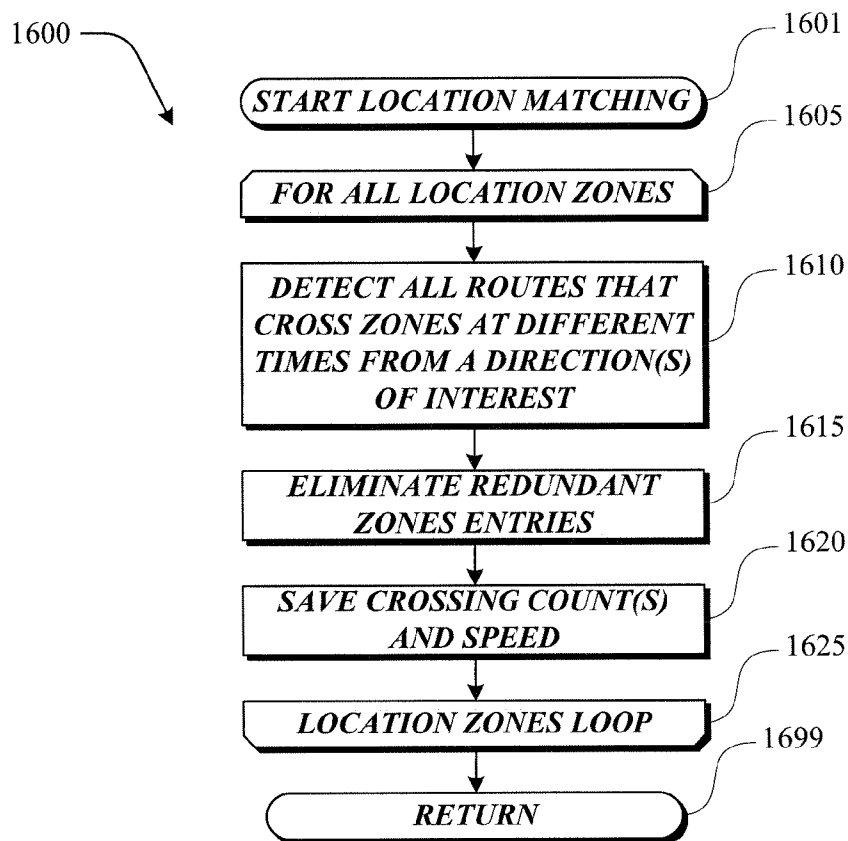 1600
1601
START LOCATION MATCHING
1605
FOR ALL LOCATION ZONES
1610
DETECT ALL ROUTES THAT
CROSS ZONES AT DIFFERENT
TIMES FROM A DIRECTION(S)
OF INTEREST
1615
ELIMINATE REDUNDANT
ZONES ENTRIES
1620
SAVE CROSSING COUNT(S)
AND SPEED
1625
LOCATION ZONES LOOP
1699
RETURN